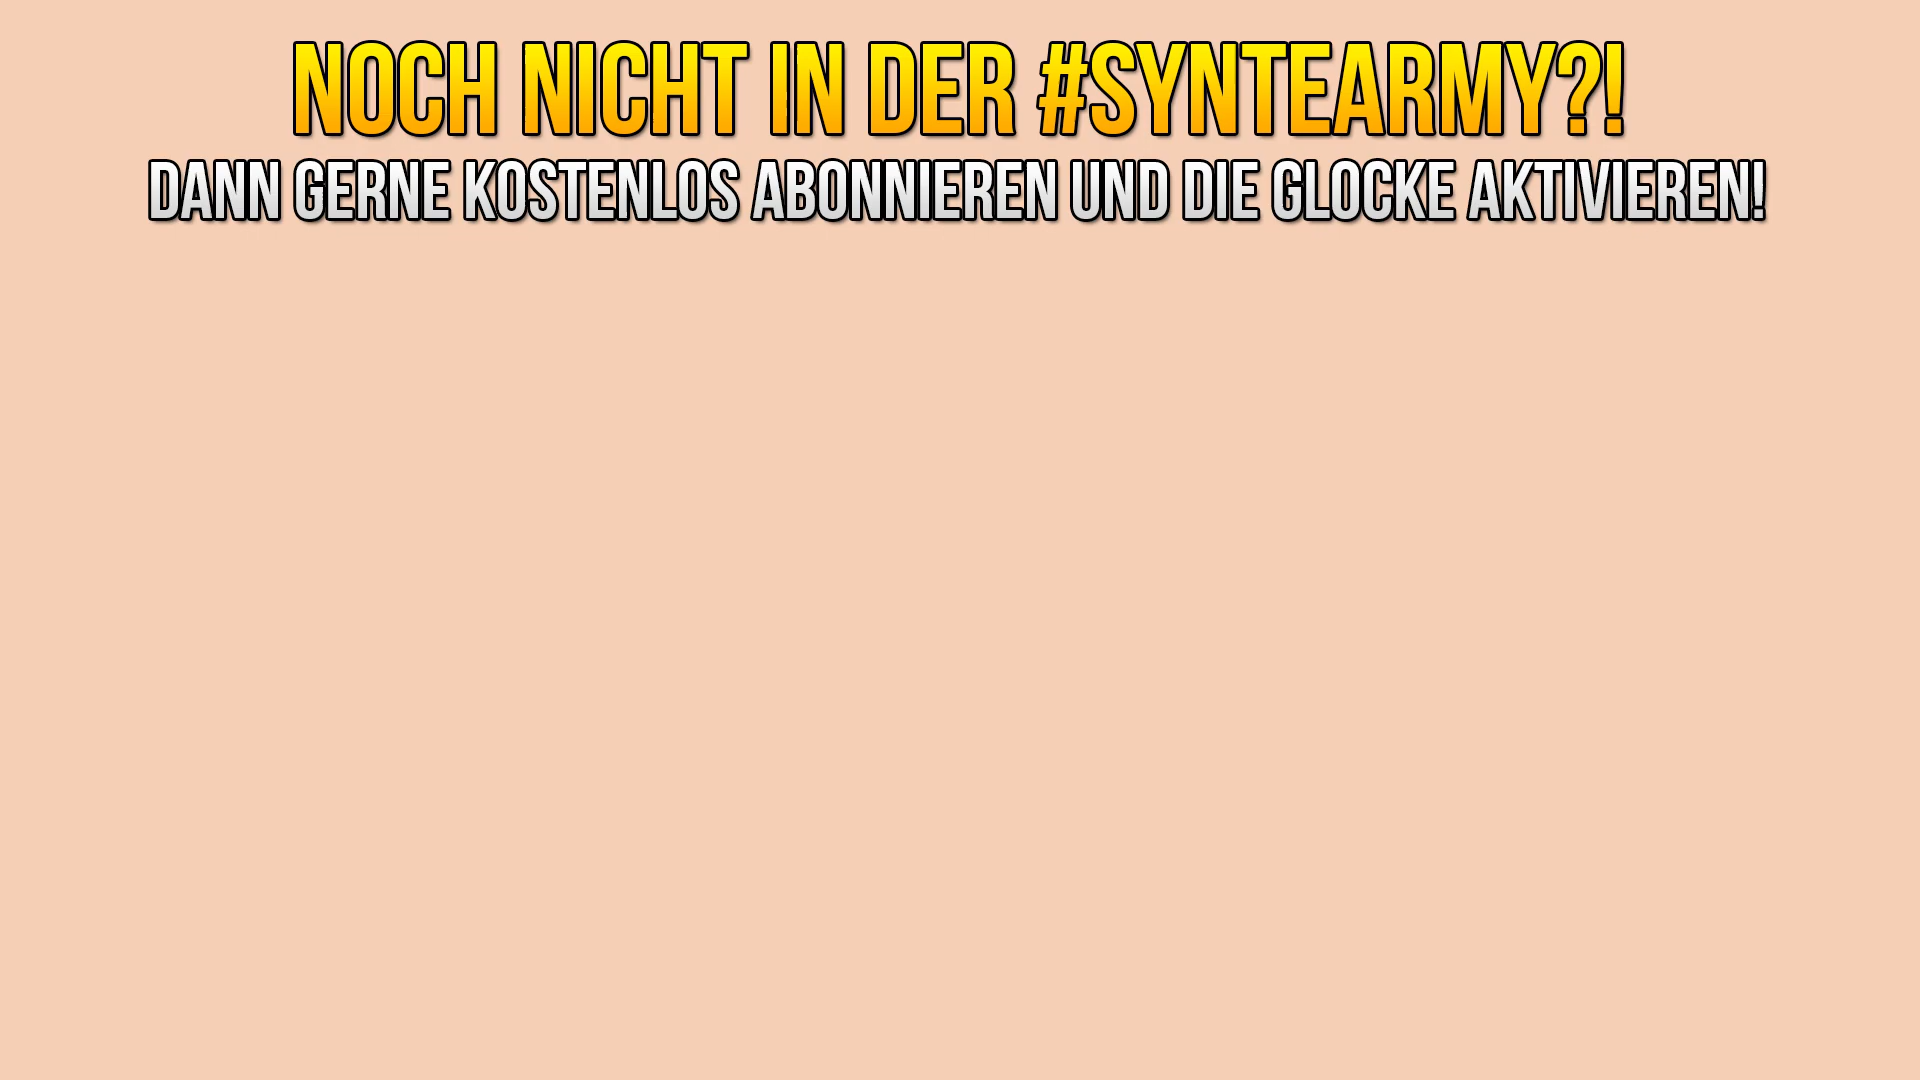 NOCH NICHT IN DER #SYNTEARMY?!
DANN GERNE KOSTENLOS ABONNIEREN UND DIE GLOCKE AKTIVIEREN!